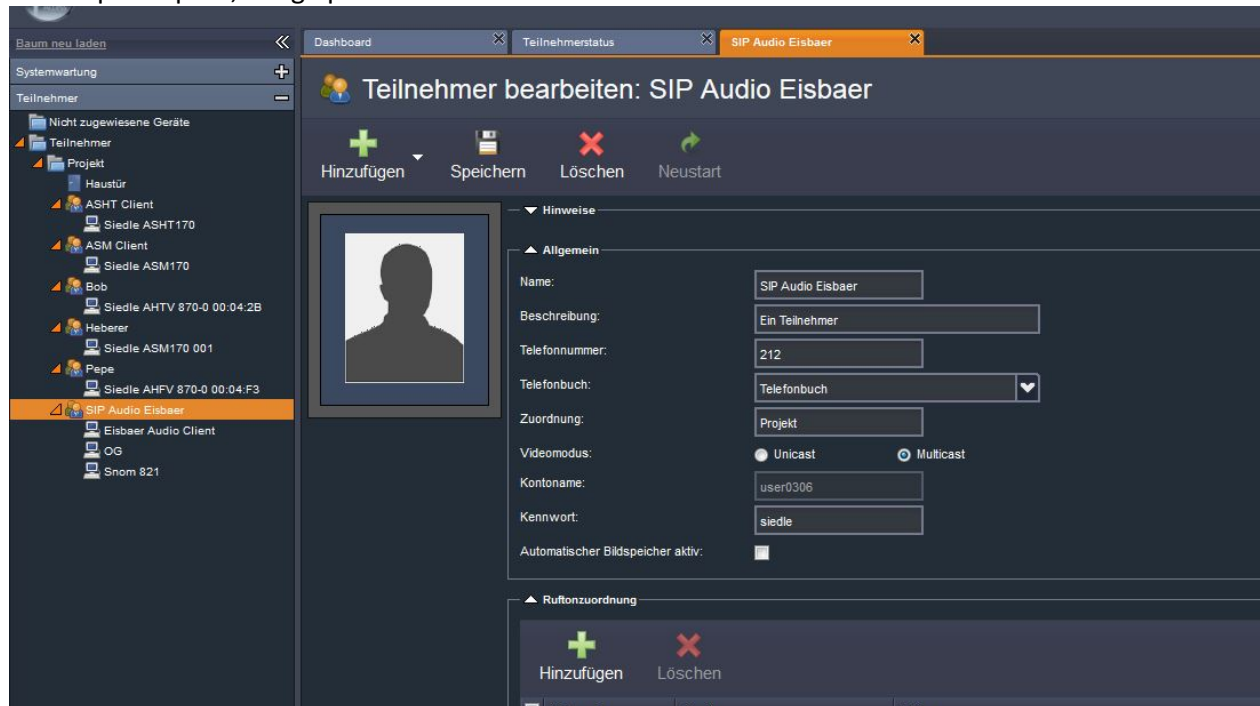 Baum neu laden
Systemwartung
Teilnehmer
Nicht zugewiesene Geräte
Teilnehmer
Projekt
Haustür
ASHT Client
Siedle ASHT170
ASM Client
Siedle ASM170
Bob
Siedle AHTV 870-0 00:04:2B
Heberer
Siedle ASM170 001
Pepe
Siedle AHFV 870-0 00:04:F3
SIP Audio Eisbaer
Eisbaer Audio Client
OG
Snom 821
Dashboard Teilnehmerstatus SIP Audio Eisbaer
Teilnehmer bearbeiten: SIP Audio Eisbaer
Hinzufügen Speichern Löschen Neustart
Hinweise
Allgemein
Name: SIP Audio Eisbaer
Beschreibung: Ein Teilnehmer
Telefonnummer: 212
Telefonbuch: Telefonbuch
Zuordnung: Projekt
Videomodus: Unicast Multicast
Kontoname: user0306
Kennwort: siedle
Automatischer Bildspeicher aktiv:
Ruftonzuordnung
Hinzufügen Löschen